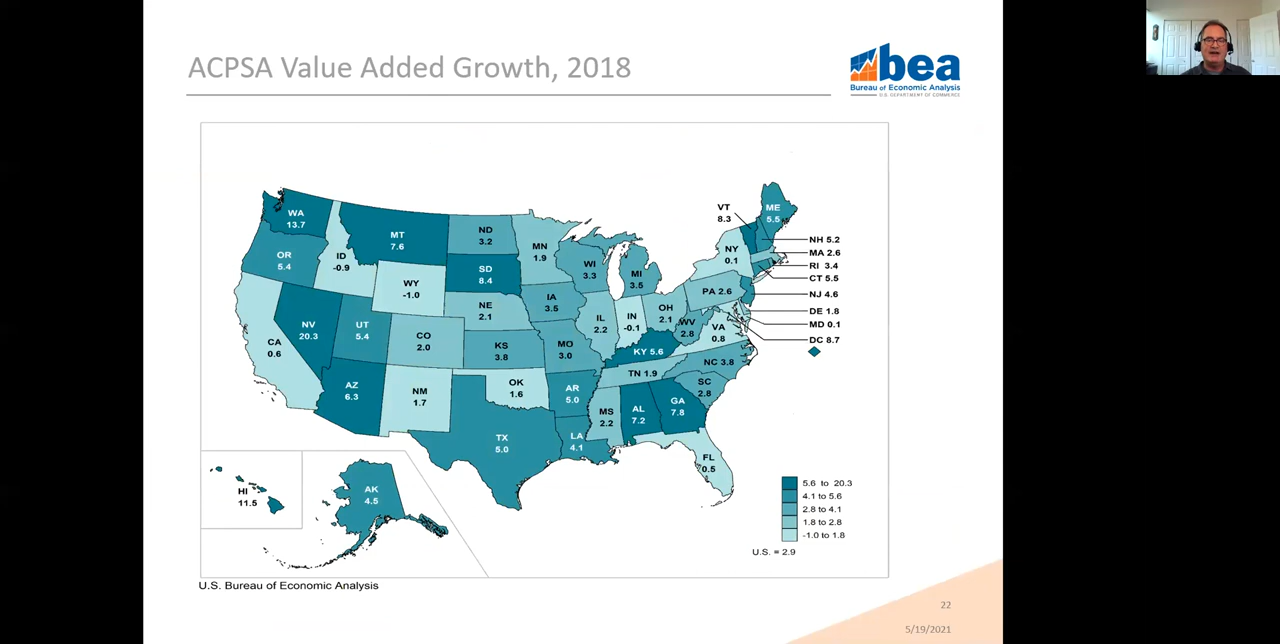 ACPSA Value Added Growth, 2018
bea
Bureau of Economic Analysis
U.S. DEPARTMENT OF COMMERCE
WA
13.7
OR
5.4
CA
0.6
ID
-0.9
NV
20.3
UT
5.4
AZ
6.3
MT
7.6
WY
-1.0
CO
2.0
NM
1.7
ND
3.2
SD
8.4
NE
2.1
KS
3.8
OK
1.6
TX
5.0
MN
1.9
IA
3.5
MO
3.0
AR
5.0
LA
4.1
WI
3.3
IL
2.2
MI
3.5
IN
-0.1
OH
2.1
KY 5.6
TN 1.9
MS
2.2
AL
7.2
GA
7.8
FL
0.5
SC
2.8
NC 3.8
VA
0.8
WV
2.8
PA 2.6
NY
0.1
VT
8.3
ME
5.5
NH 5.2
MA 2.6
RI 3.4
CT 5.5
NJ 4.6
DE 1.8
MD 0.1
DC 8.7
HI
11.5
AK
4.5
5.6 to 20.3
4.1 to 5.6
2.8 to 4.1
1.8 to 2.8
-1.0 to 1.8
U.S. = 2.9
U.S. Bureau of Economic Analysis
22
5/19/2021